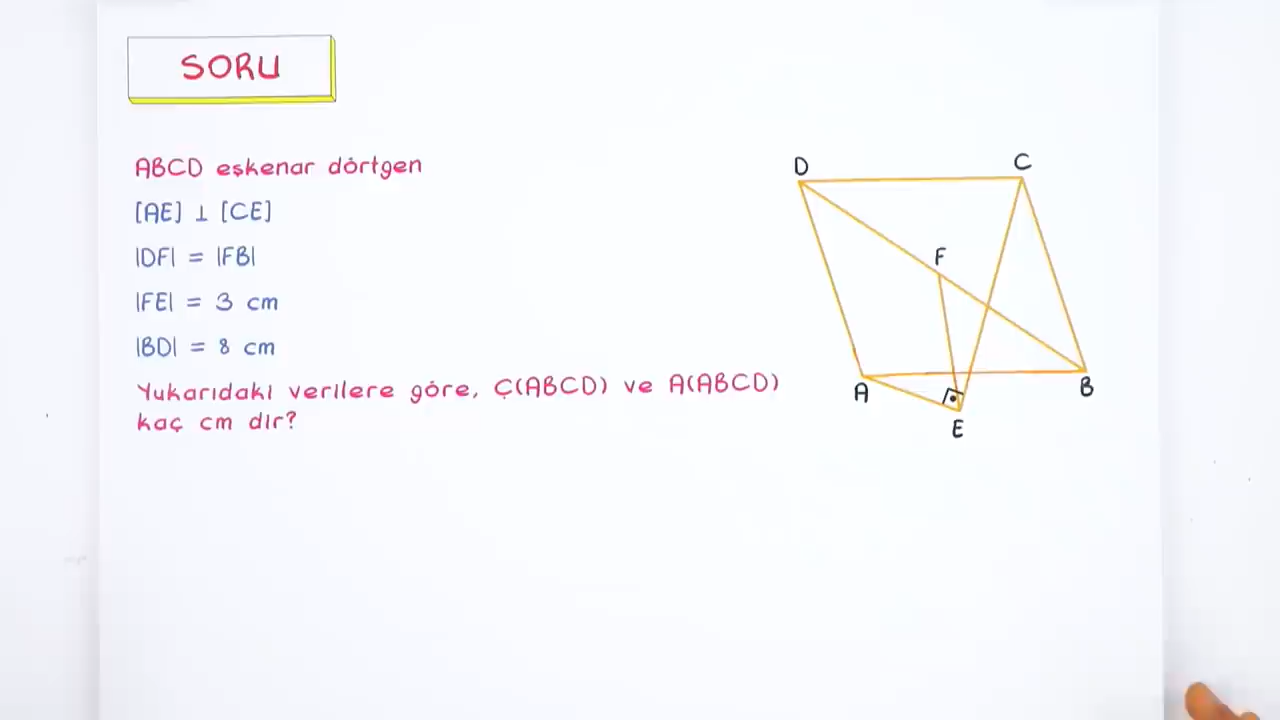 SORU
ABCD eşkenar dörtgen
[AE] ⊥ [CE]
|DF| = |FB|
|FE| = 3 cm
|BD| = 8 cm
Yukarıdaki verilere göre, Ç(ABCD) ve A(ABCD)
kaç cm dir?
D
C
F
A
B
E